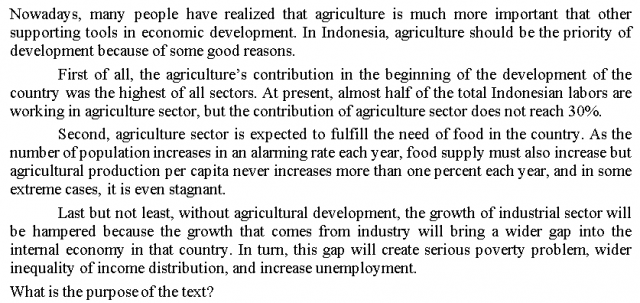 Nowadays, many people have realized that agriculture is much more important that other
supporting tools in economic development. In Indonesia, agriculture should be the priority of
development because of some good reasons.
First of all, the agriculture's contribution in the beginning of the development of the
country was the highest of all sectors. At present, almost half of the total Indonesian labors are
working in agriculture sector, but the contribution of agriculture sector does not reach 30%.
Second, agriculture sector is expected to fulfill the need of food in the country. As the
number of population increases in an alarming rate each year, food supply must also increase but
agricultural production per capita never increases more than one percent each year, and in some
extreme cases, it is even stagnant.
Last but not least, without agricultural development, the growth of industrial sector will
be hampered because the growth that comes from industry will bring a wider gap into the
internal economy in that country. In turn, this gap will create serious poverty problem, wider
inequality of income distribution, and increase unemployment.
What is the purpose of the text?